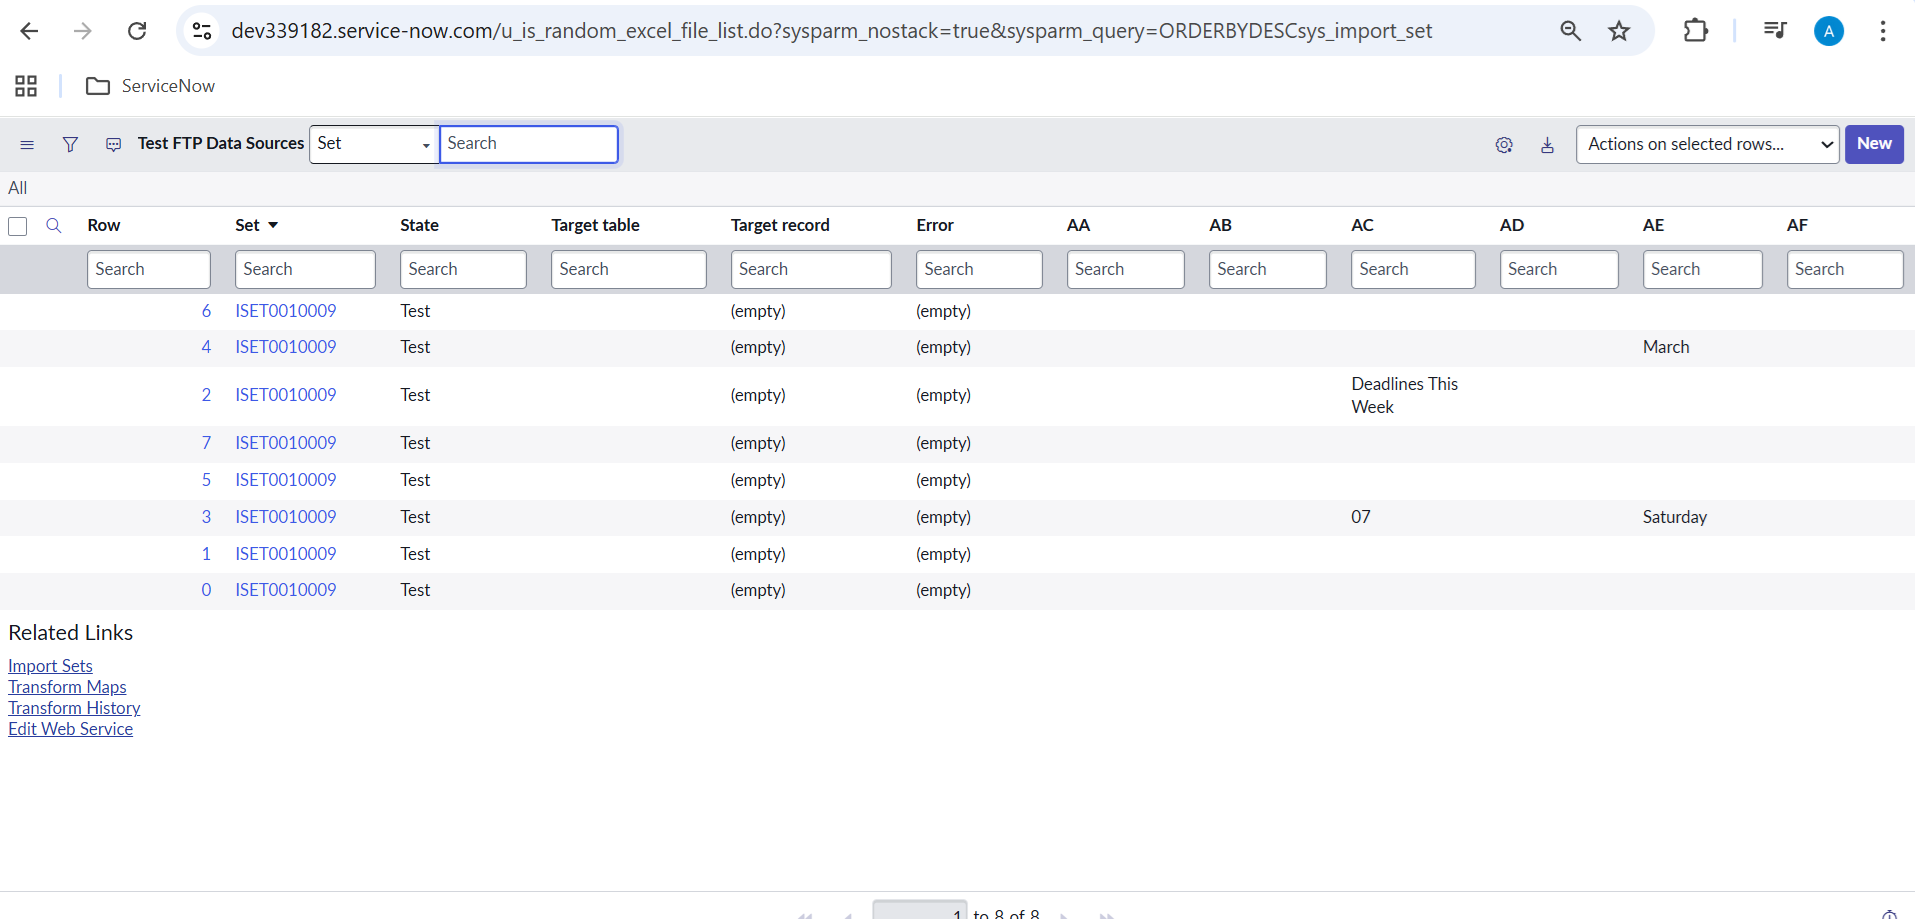 dev339182.service-now.com/u_is_random_excel_file_list.do?sysparm_nostack=true&sysparm_query=ORDERBYDESCsys_import_set
A
ServiceNow
Test FTP Data Sources Set Search Actions on selected rows... New
All
Row Set State Target table Target record Error AA AB AC AD AE AF
Search Search Search Search Search Search Search Search Search Search Search Search
6 ISET0010009 Test (empty) (empty)
4 ISET0010009 Test (empty) (empty) March
2 ISET0010009 Test (empty) (empty) Deadlines This
Week
7 ISET0010009 Test (empty) (empty)
5 ISET0010009 Test (empty) (empty)
3 ISET0010009 Test (empty) (empty) 07 Saturday
1 ISET0010009 Test (empty) (empty)
0 ISET0010009 Test (empty) (empty)
Related Links
Import Sets
Transform Maps
Transform History
Edit Web Service
1 to 8 of 8